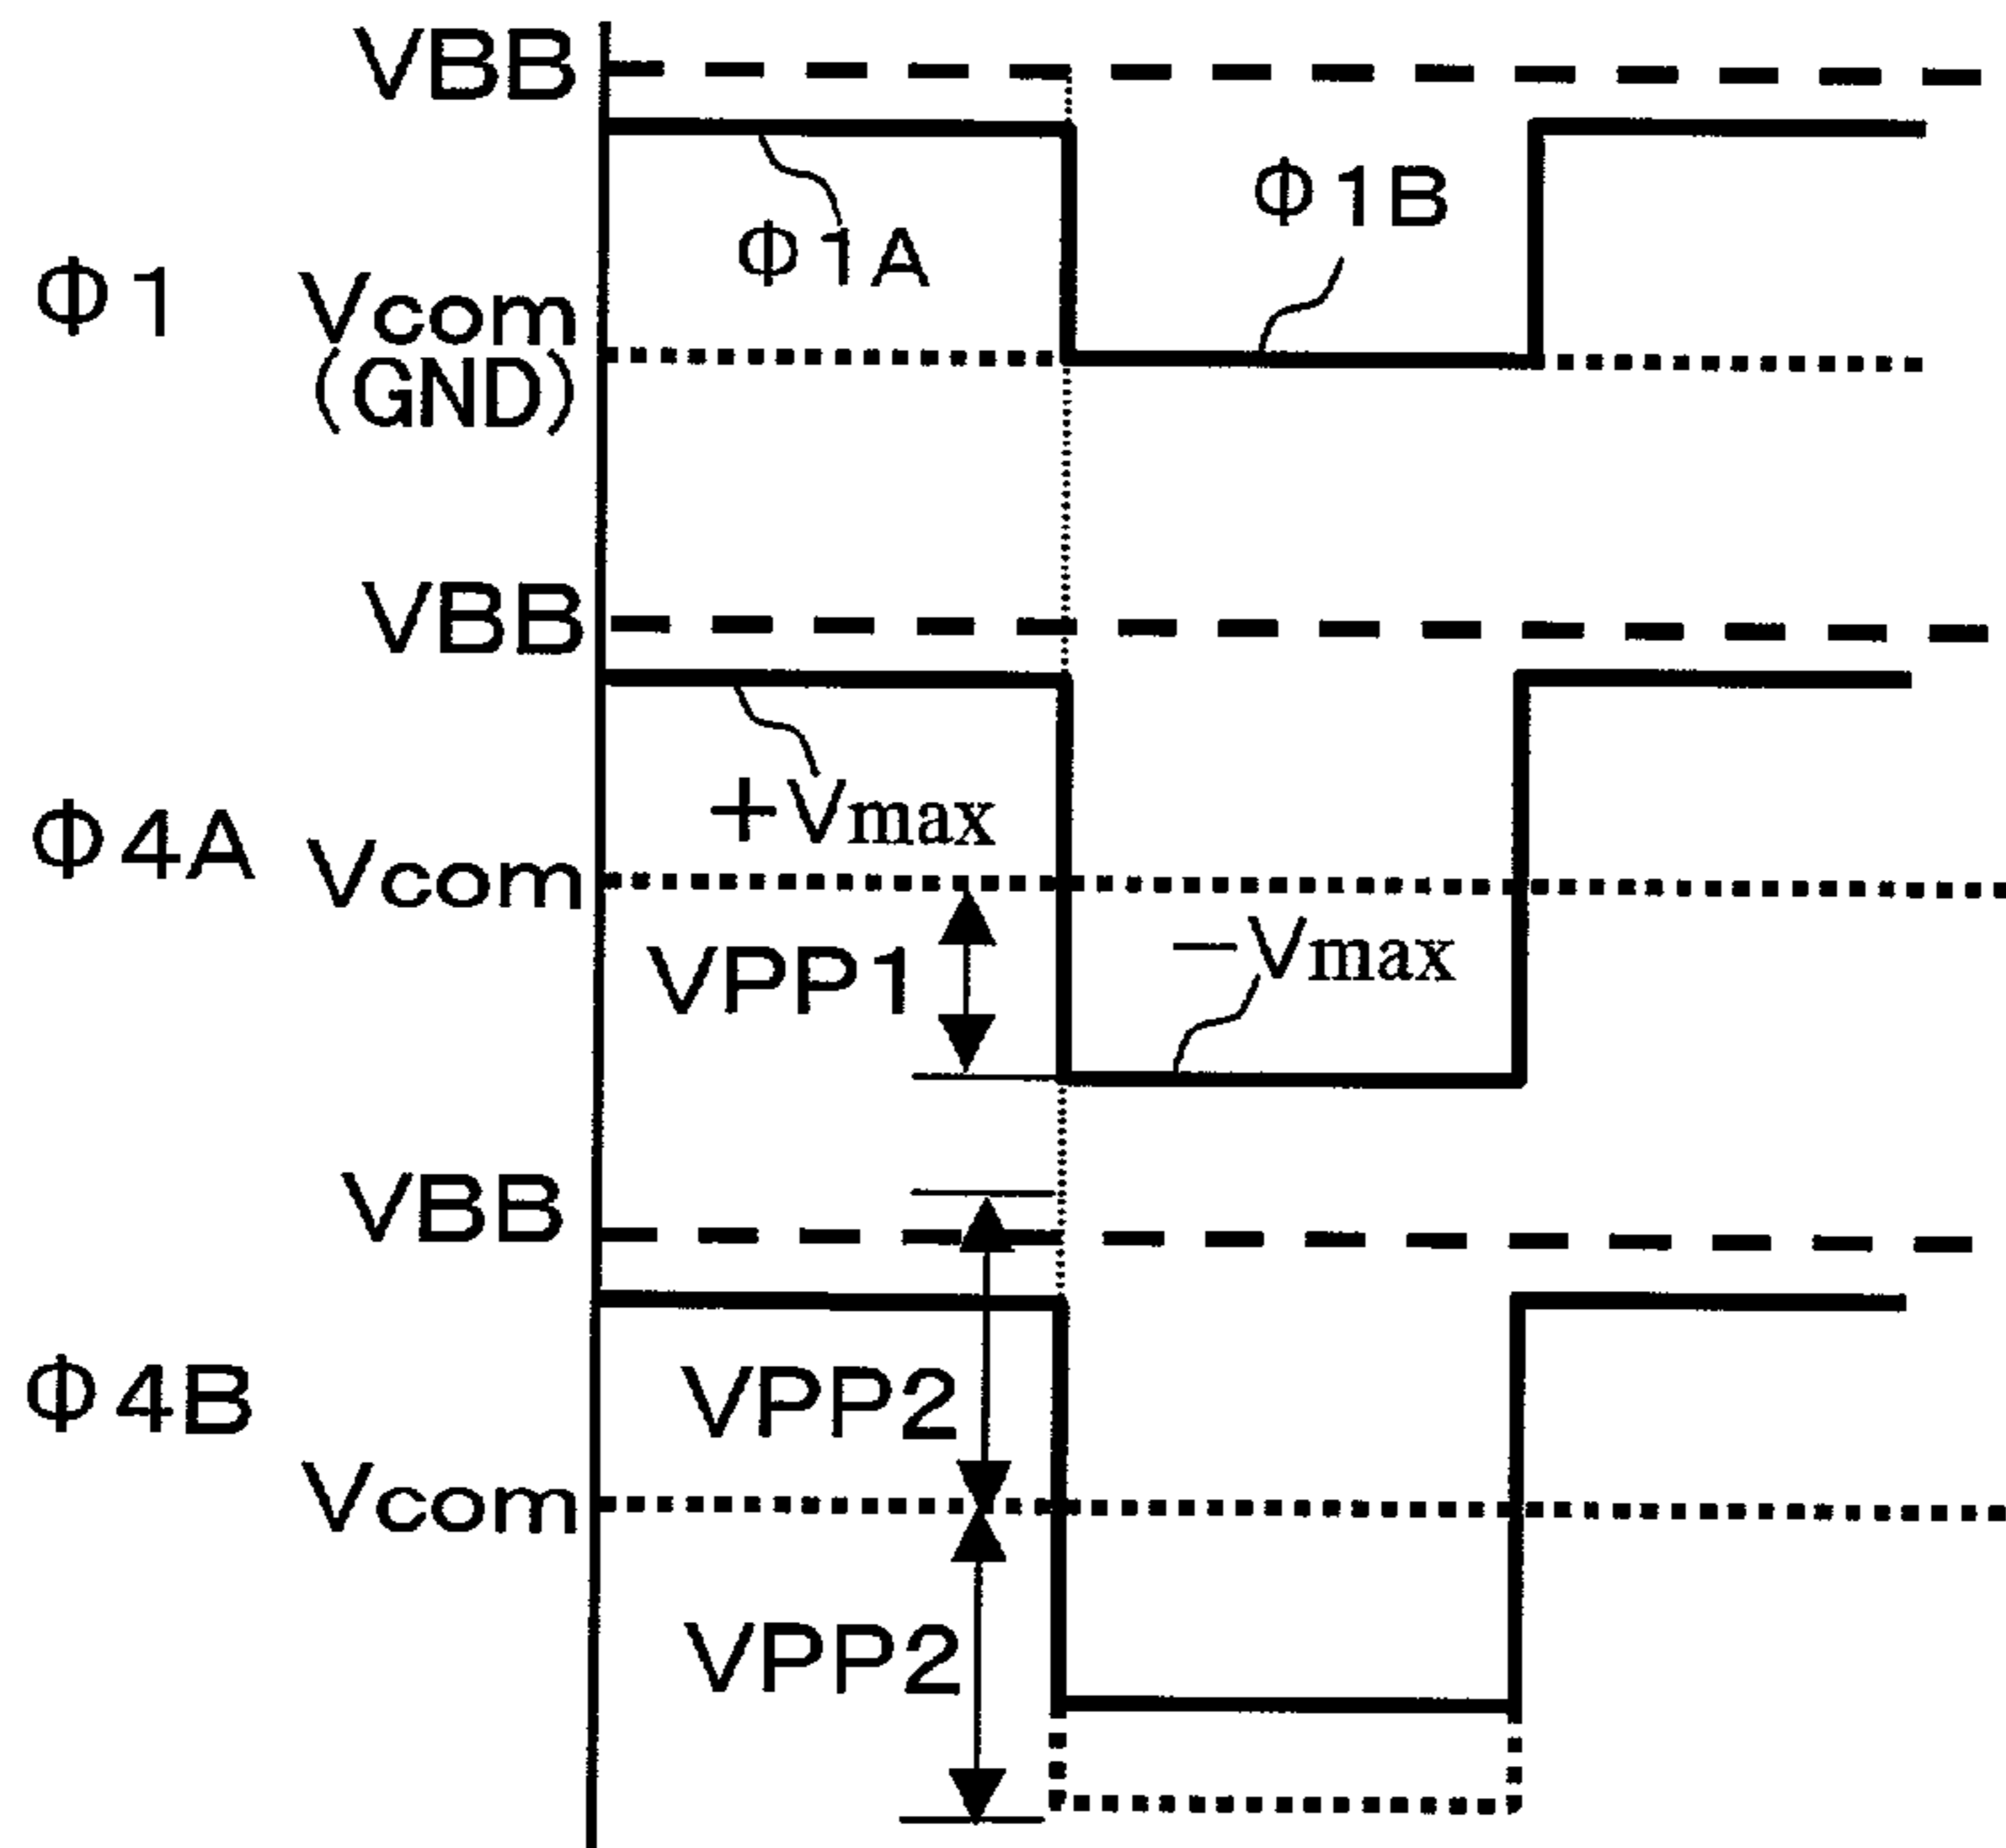 VBB
Φ1A
Φ1B
Φ1
Vcom
(GND)
VBB
+Vmax
Φ4A
Vcom
VPP1
−Vmax
VBB
VPP2
Φ4B
Vcom
VPP2